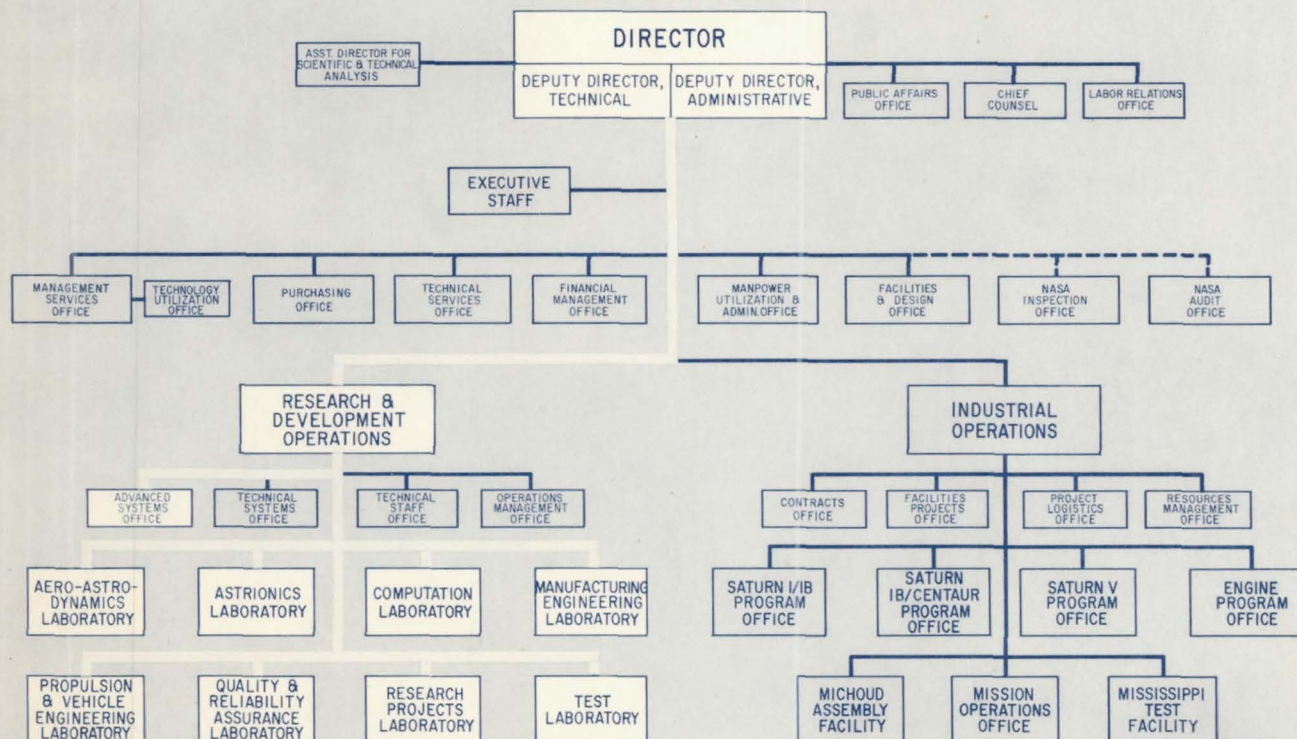 DIRECTOR
DEPUTY DIRECTOR,
TECHNICAL
DEPUTY DIRECTOR,
ADMINISTRATIVE
ASST. DIRECTOR FOR
SCIENTIFIC & TECHNICAL
ANALYSIS
PUBLIC AFFAIRS
OFFICE
CHIEF
COUNSEL
LABOR RELATIONS
OFFICE
EXECUTIVE
STAFF
MANAGEMENT
SERVICES
OFFICE
TECHNOLOGY
UTILIZATION
OFFICE
PURCHASING
OFFICE
TECHNICAL
SERVICES
OFFICE
FINANCIAL
MANAGEMENT
OFFICE
MANPOWER
UTILIZATION &
ADMIN.OFFICE
FACILITIES
& DESIGN
OFFICE
NASA
INSPECTION
OFFICE
NASA
AUDIT
OFFICE
RESEARCH &
DEVELOPMENT
OPERATIONS
INDUSTRIAL
OPERATIONS
ADVANCED
SYSTEMS
OFFICE
TECHNICAL
SYSTEMS
OFFICE
TECHNICAL
STAFF
OFFICE
OPERATIONS
MANAGEMENT
OFFICE
CONTRACTS
OFFICE
FACILITIES
PROJECTS
OFFICE
PROJECT
LOGISTICS
OFFICE
RESOURCES
MANAGEMENT
OFFICE
AERO-ASTRO-
DYNAMICS
LABORATORY
ASTRIONICS
LABORATORY
COMPUTATION
LABORATORY
MANUFACTURING
ENGINEERING
LABORATORY
SATURN I/IB
PROGRAM
OFFICE
SATURN
IB/CENTAUR
PROGRAM
OFFICE
SATURN V
PROGRAM
OFFICE
ENGINE
PROGRAM
OFFICE
PROPULSION
& VEHICLE
ENGINEERING
LABORATORY
QUALITY &
RELIABILITY
ASSURANCE
LABORATORY
RESEARCH
PROJECTS
LABORATORY
TEST
LABORATORY
MICHOUD
ASSEMBLY
FACILITY
MISSION
OPERATIONS
OFFICE
MISSISSIPPI
TEST
FACILITY